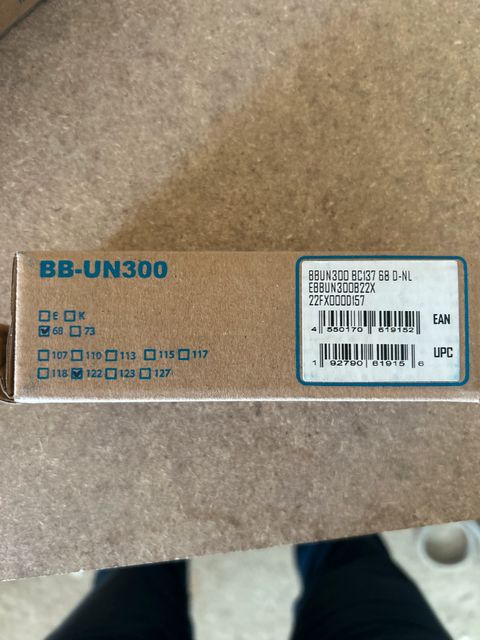 BB-UN300
E K
68 73
107 110 113 115 117
118 122 123 127
BBUN300 BC137 68 D-NL
EBBUN300B22X
22FX0000157
4 550170 619152 EAN
1 92790 61915 6 UPC